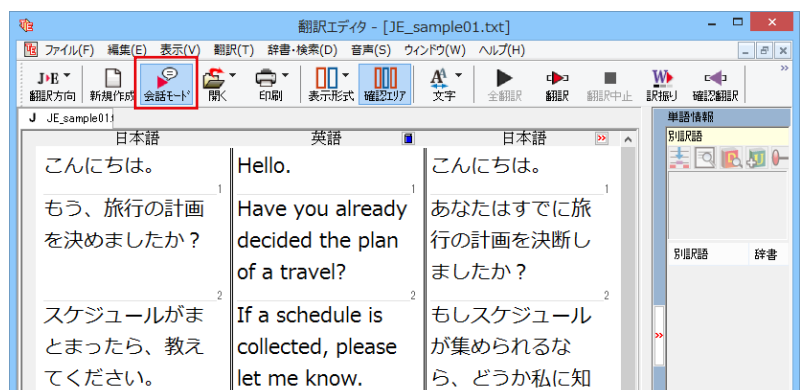 翻訳エディタ - [JE_sample01.txt]
ファイル(F) 編集(E) 表示(V) 翻訳(T) 辞書・検索(D) 音声(S) ウィンドウ(W) ヘルプ(H)
J▶E
翻訳方向 新規作成 会話モード 開く 印刷 表示形式 確認エリア 文字 全翻訳 翻訳 翻訳中止 訳振り 確認翻訳
J JE_sample01.t
単語情報
別訳語
日本語 英語 日本語
こんにちは。
Hello.
こんにちは。
1
1
1
もう、旅行の計画
を決めましたか？
Have you already
decided the plan
of a travel?
あなたはすでに旅
行の計画を決断し
ましたか？
2
2
2
スケジュールがま
とまったら、教え
てください。
If a schedule is
collected, please
let me know.
もしスケジュール
が集められるな
ら、どうか私に知
別訳語 辞書